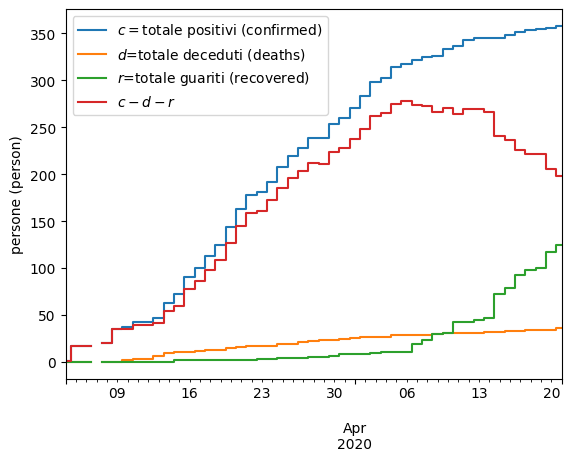 c = totale positivi (confirmed)
d=totale deceduti (deaths)
r=totale guariti (recovered)
c − d − r
persone (person)
350
300
250
200
150
100
50
0
09 16 23 30 06 13 20
Apr
2020